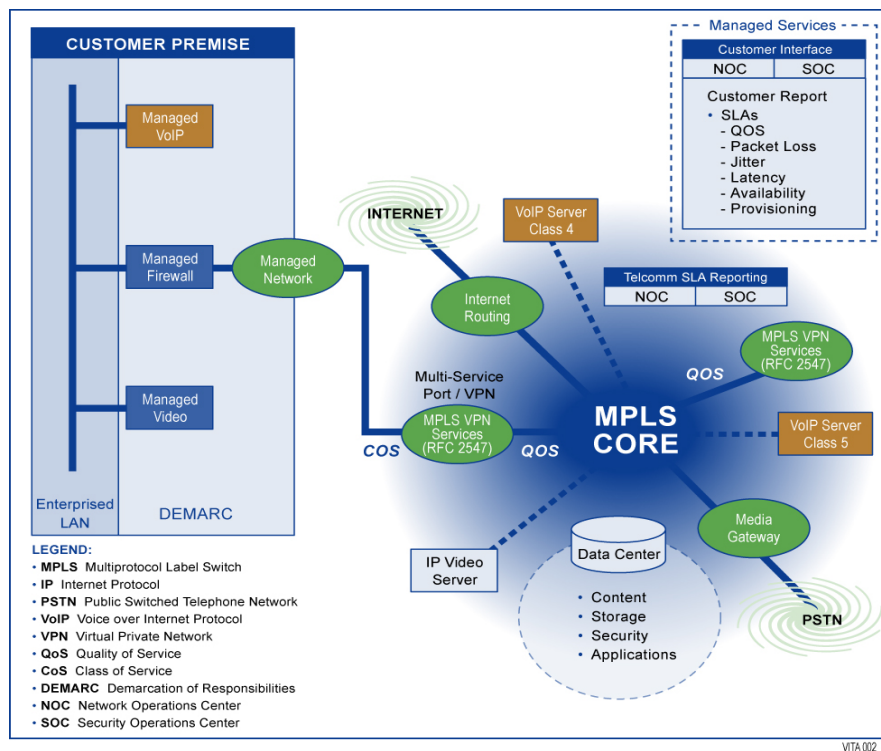 CUSTOMER PREMISE
Managed
VoIP
Managed
Firewall
Managed
Network
Managed
Video
Enterprised
LAN
DEMARC
Managed Services
Customer Interface
NOC
SOC
Customer Report
• SLAs
- QOS
- Packet Loss
- Jitter
- Latency
- Availability
- Provisioning
INTERNET
VoIP Server
Class 4
Internet
Routing
Telcomm SLA Reporting
NOC
SOC
MPLS VPN
Services
(RFC 2547)
QOS
Multi-Service
Port / VPN
MPLS VPN
Services
(RFC 2547)
COS
QOS
MPLS
CORE
VoIP Server
Class 5
Media
Gateway
IP Video
Server
Data Center
• Content
• Storage
• Security
• Applications
PSTN
LEGEND:
• MPLS Multiprotocol Label Switch
• IP Internet Protocol
• PSTN Public Switched Telephone Network
• VoIP Voice over Internet Protocol
• VPN Virtual Private Network
• QoS Quality of Service
• CoS Class of Service
• DEMARC Demarcation of Responsibilities
• NOC Network Operations Center
• SOC Security Operations Center
VITA 002